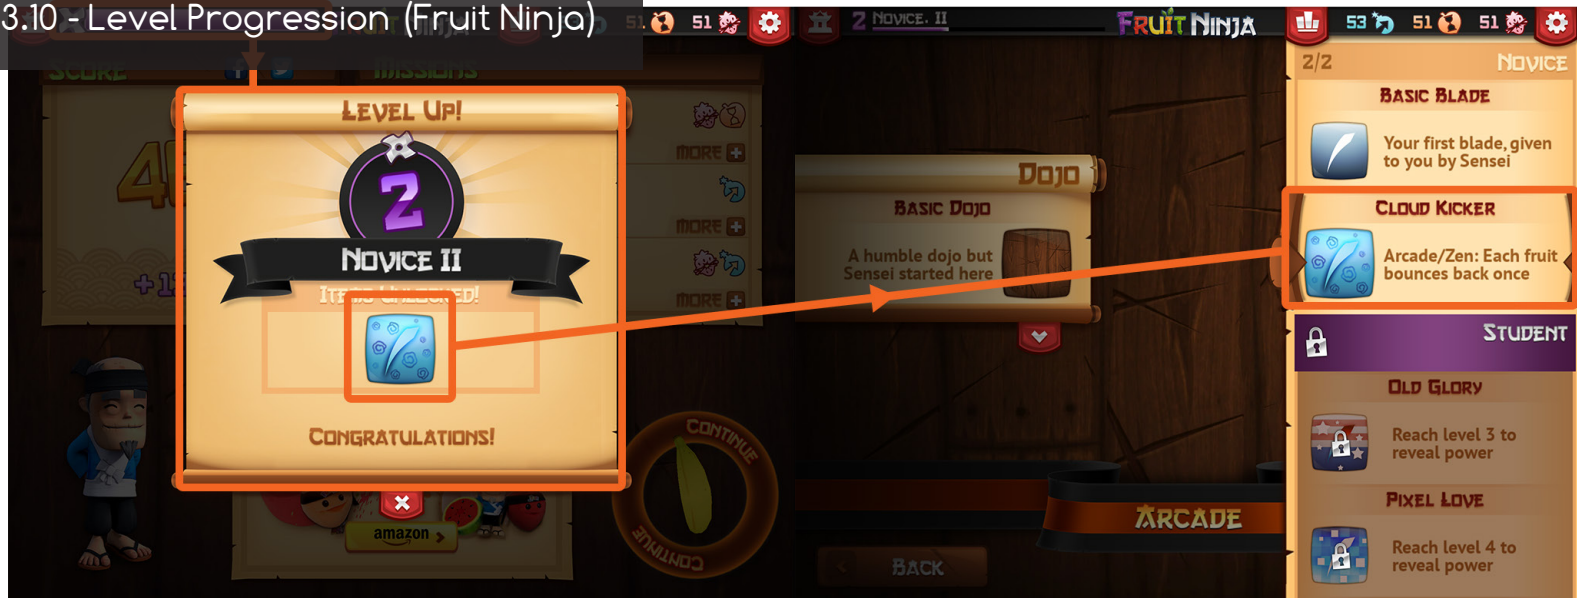 3.10 - Level Progression (Fruit Ninja)
51
51
SCORE
MISSIONS
LEVEL UP!
2
NOVICE II
ITEMS UNLOCKED!
CONGRATULATIONS!
MORE
MORE
MORE
CONTINUE
CONTINUE
amazon
2 NOVICE. II
FRUIT NINJA
53
51
51
DOJO
BASIC DOJO
A humble dojo but
Sensei started here
ARCADE
BACK
2/2
NOVICE
BASIC BLADE
Your first blade, given
to you by Sensei
CLOUD KICKER
Arcade/Zen: Each fruit
bounces back once
STUDENT
OLD GLORY
Reach level 3 to
reveal power
PIXEL LOVE
Reach level 4 to
reveal power